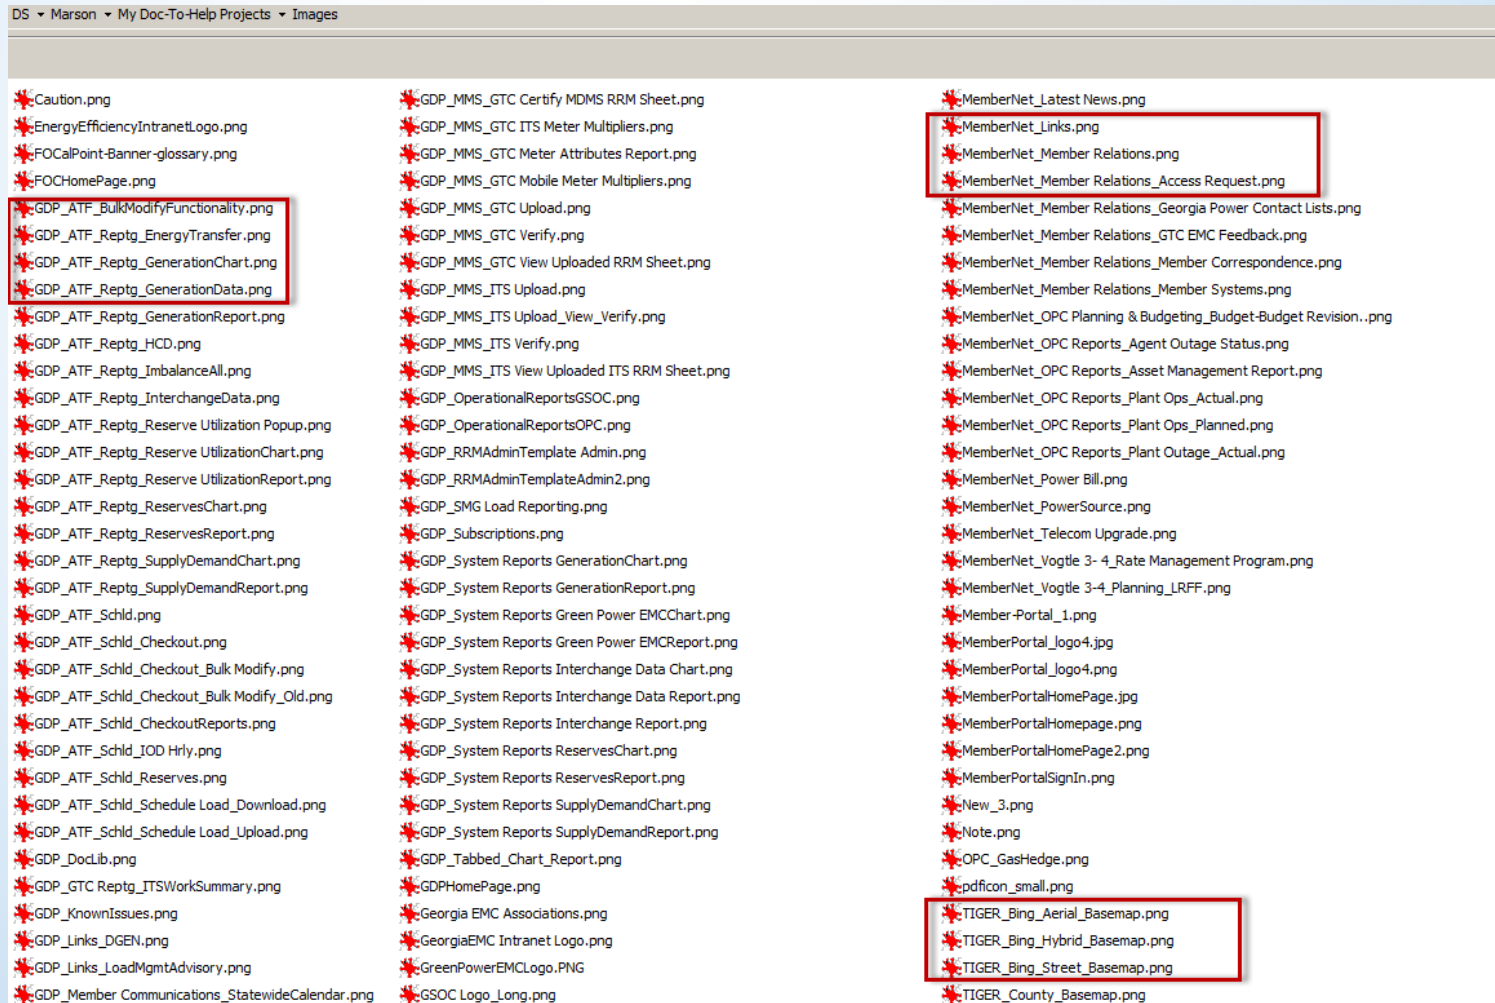 DS Marson My Doc-To-Help Projects Images
Caution.png
EnergyEfficiencyIntranetLogo.png
FOCalPoint-Banner-glossary.png
FOCHomePage.png
GDP_ATF_BulkModifyFunctionality.png
GDP_ATF_Reptg_EnergyTransfer.png
GDP_ATF_Reptg_GenerationChart.png
GDP_ATF_Reptg_GenerationData.png
GDP_ATF_Reptg_GenerationReport.png
GDP_ATF_Reptg_HCD.png
GDP_ATF_Reptg_ImbalanceAll.png
GDP_ATF_Reptg_InterchangeData.png
GDP_ATF_Reptg_Reserve Utilization Popup.png
GDP_ATF_Reptg_Reserve UtilizationChart.png
GDP_ATF_Reptg_Reserve UtilizationReport.png
GDP_ATF_Reptg_ReservesChart.png
GDP_ATF_Reptg_ReservesReport.png
GDP_ATF_Reptg_SupplyDemandChart.png
GDP_ATF_Reptg_SupplyDemandReport.png
GDP_ATF_Schld.png
GDP_ATF_Schld_Checkout.png
GDP_ATF_Schld_Checkout_Bulk Modify.png
GDP_ATF_Schld_Checkout_Bulk Modify_Old.png
GDP_ATF_Schld_CheckoutReports.png
GDP_ATF_Schld_IOD Hrly.png
GDP_ATF_Schld_Reserves.png
GDP_ATF_Schld_Schedule Load_Download.png
GDP_ATF_Schld_Schedule Load_Upload.png
GDP_DocLib.png
GDP_GTC Reptg_ITSWorkSummary.png
GDP_KnownIssues.png
GDP_Links_DGEN.png
GDP_Links_LoadMgmtAdvisory.png
GDP_Member Communications_StatewideCalendar.png
GDP_MMS_GTC Certify MDMS RRM Sheet.png
GDP_MMS_GTC ITS Meter Multipliers.png
GDP_MMS_GTC Meter Attributes Report.png
GDP_MMS_GTC Mobile Meter Multipliers.png
GDP_MMS_GTC Upload.png
GDP_MMS_GTC Verify.png
GDP_MMS_GTC View Uploaded RRM Sheet.png
GDP_MMS_ITS Upload.png
GDP_MMS_ITS Upload_View_Verify.png
GDP_MMS_ITS Verify.png
GDP_MMS_ITS View Uploaded ITS RRM Sheet.png
GDP_OperationalReportsGSOC.png
GDP_OperationalReportsOPC.png
GDP_RRMAdminTemplate Admin.png
GDP_RRMAdminTemplateAdmin2.png
GDP_SMG Load Reporting.png
GDP_Subscriptions.png
GDP_System Reports GenerationChart.png
GDP_System Reports GenerationReport.png
GDP_System Reports Green Power EMCChart.png
GDP_System Reports Green Power EMCReport.png
GDP_System Reports Interchange Data Chart.png
GDP_System Reports Interchange Data Report.png
GDP_System Reports Interchange Report.png
GDP_System Reports ReservesChart.png
GDP_System Reports ReservesReport.png
GDP_System Reports SupplyDemandChart.png
GDP_System Reports SupplyDemandReport.png
GDP_Tabbed_Chart_Report.png
GDPHomePage.png
Georgia EMC Associations.png
GeorgiaEMC Intranet Logo.png
GreenPowerEMCLogo.PNG
GSOC Logo_Long.png
MemberNet_Latest News.png
MemberNet_Links.png
MemberNet_Member Relations.png
MemberNet_Member Relations_Access Request.png
MemberNet_Member Relations_Georgia Power Contact Lists.png
MemberNet_Member Relations_GTC EMC Feedback.png
MemberNet_Member Relations_Member Correspondence.png
MemberNet_Member Relations_Member Systems.png
MemberNet_OPC Planning & Budgeting_Budget-Budget Revision..png
MemberNet_OPC Reports_Agent Outage Status.png
MemberNet_OPC Reports_Asset Management Report.png
MemberNet_OPC Reports_Plant Ops_Actual.png
MemberNet_OPC Reports_Plant Ops_Planned.png
MemberNet_OPC Reports_Plant Outage_Actual.png
MemberNet_Power Bill.png
MemberNet_PowerSource.png
MemberNet_Telecom Upgrade.png
MemberNet_Vogtle 3- 4_Rate Management Program.png
MemberNet_Vogtle 3-4_Planning_LRFF.png
Member-Portal_1.png
MemberPortal_logo4.jpg
MemberPortal_logo4.png
MemberPortalHomePage.jpg
MemberPortalHomepage.png
MemberPortalHomePage2.png
MemberPortalSignIn.png
New_3.png
Note.png
OPC_GasHedge.png
pdficon_small.png
TIGER_Bing_Aerial_Basemap.png
TIGER_Bing_Hybrid_Basemap.png
TIGER_Bing_Street_Basemap.png
TIGER_County_Basemap.png